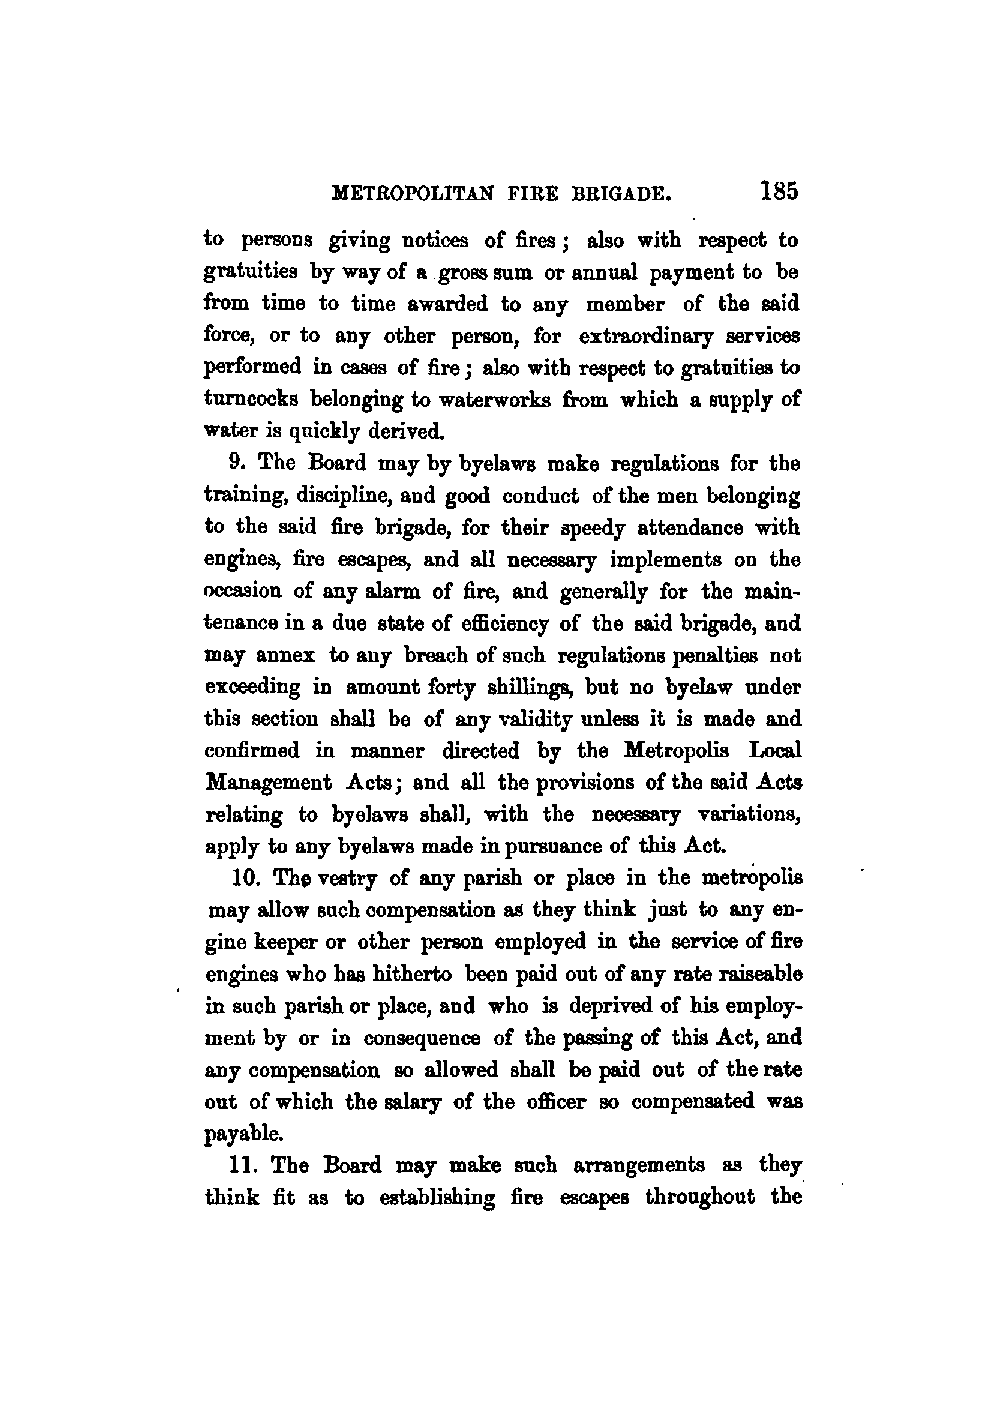 METROPOLITAN FIRE BRIGADE. 185
to persons giving notices of fires; also with respect to
gratuities by way of a gross sum or annual payment to be
from time to time awarded to any member of the said
force, or to any other person, for extraordinary services
performed in cases of fire; also with respect to gratuities to
turncocks belonging to waterworks from which a supply of
water is quickly derived.
9. The Board may by byelaws make regulations for the
training, discipline, and good conduct of the men belonging
to the said fire brigade, for their speedy attendance with
engines, fire escapes, and all necessary implements on the
occasion of any alarm of fire, and generally for the main-
tenance in a due state of efficiency of the said brigade, and
may annex to any breach of such regulations penalties not
exceeding in amount forty shillings, but no byelaw under
this section shall be of any validity unless it is made and
confirmed in manner directed by the Metropolis Local
Management Acts; and all the provisions of the said Acts
relating to byelaws shall, with the necessary variations,
apply to any byelaws made in pursuance of this Act.
10. The vestry of any parish or place in the metropolis
may allow such compensation as they think just to any en-
gine keeper or other person employed in the service of fire
engines who has hitherto been paid out of any rate raiseable
in such parish or place, and who is deprived of his employ-
ment by or in consequence of the passing of this Act, and
any compensation so allowed shall be paid out of the rate
out of which the salary of the officer so compensated was
payable.
11. The Board may make such arrangements as they
think fit as to establishing fire escapes throughout the